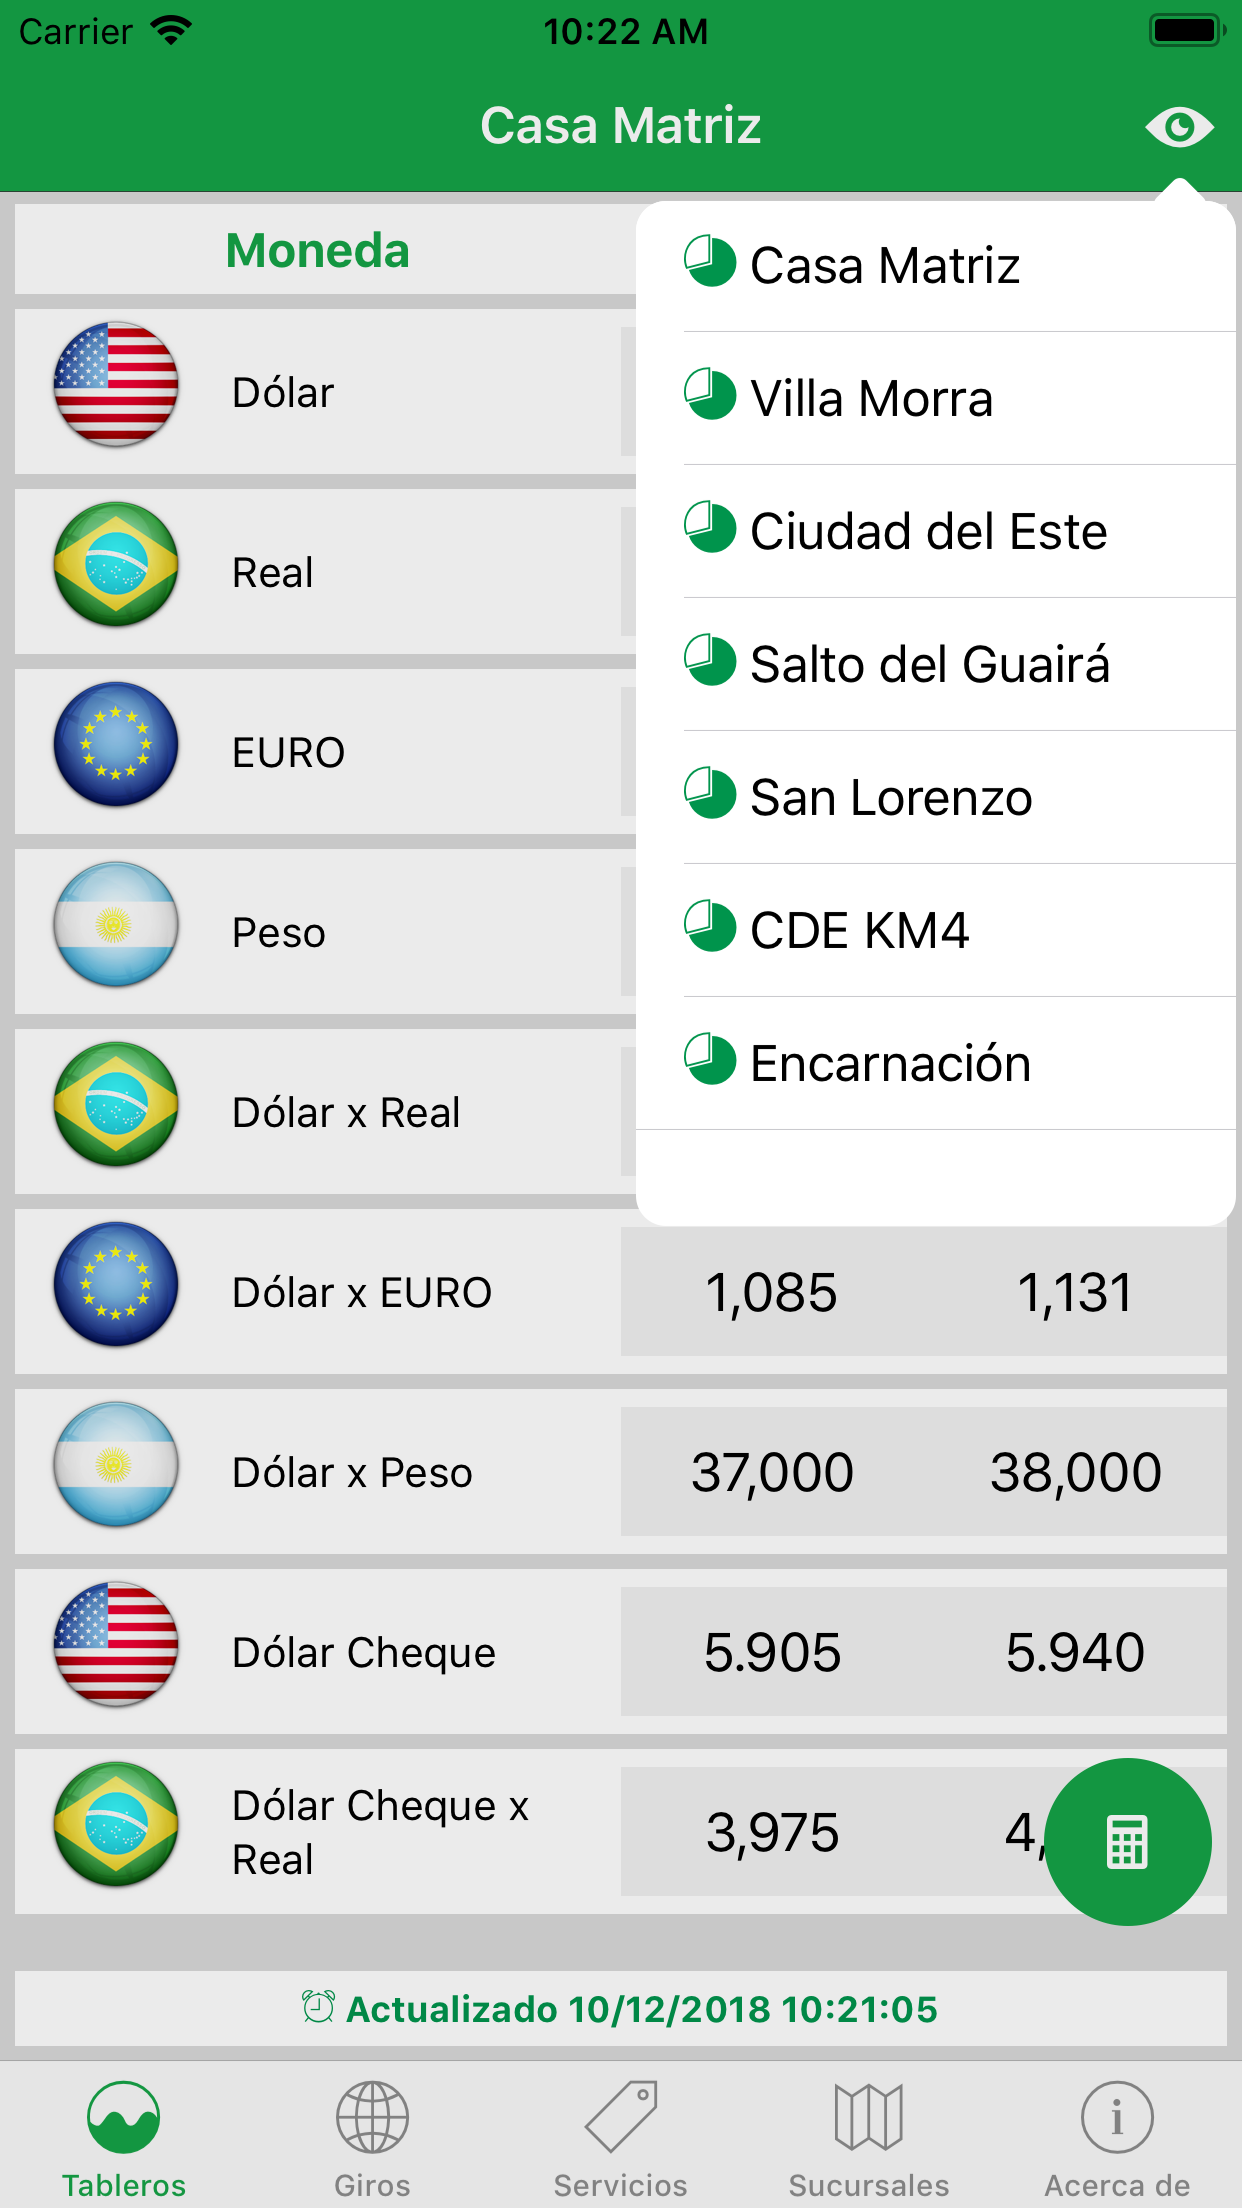 Carrier
10:22 AM
Casa Matriz
Moneda
Casa Matriz
Villa Morra
Ciudad del Este
Salto del Guairá
San Lorenzo
CDE KM4
Encarnación
Dólar
Real
EURO
Peso
Dólar x Real
Dólar x EURO 1,085 1,131
Dólar x Peso 37,000 38,000
Dólar Cheque 5.905 5.940
Dólar Cheque x
Real
3,975 4,
Actualizado 10/12/2018 10:21:05
Tableros Giros Servicios Sucursales Acerca de